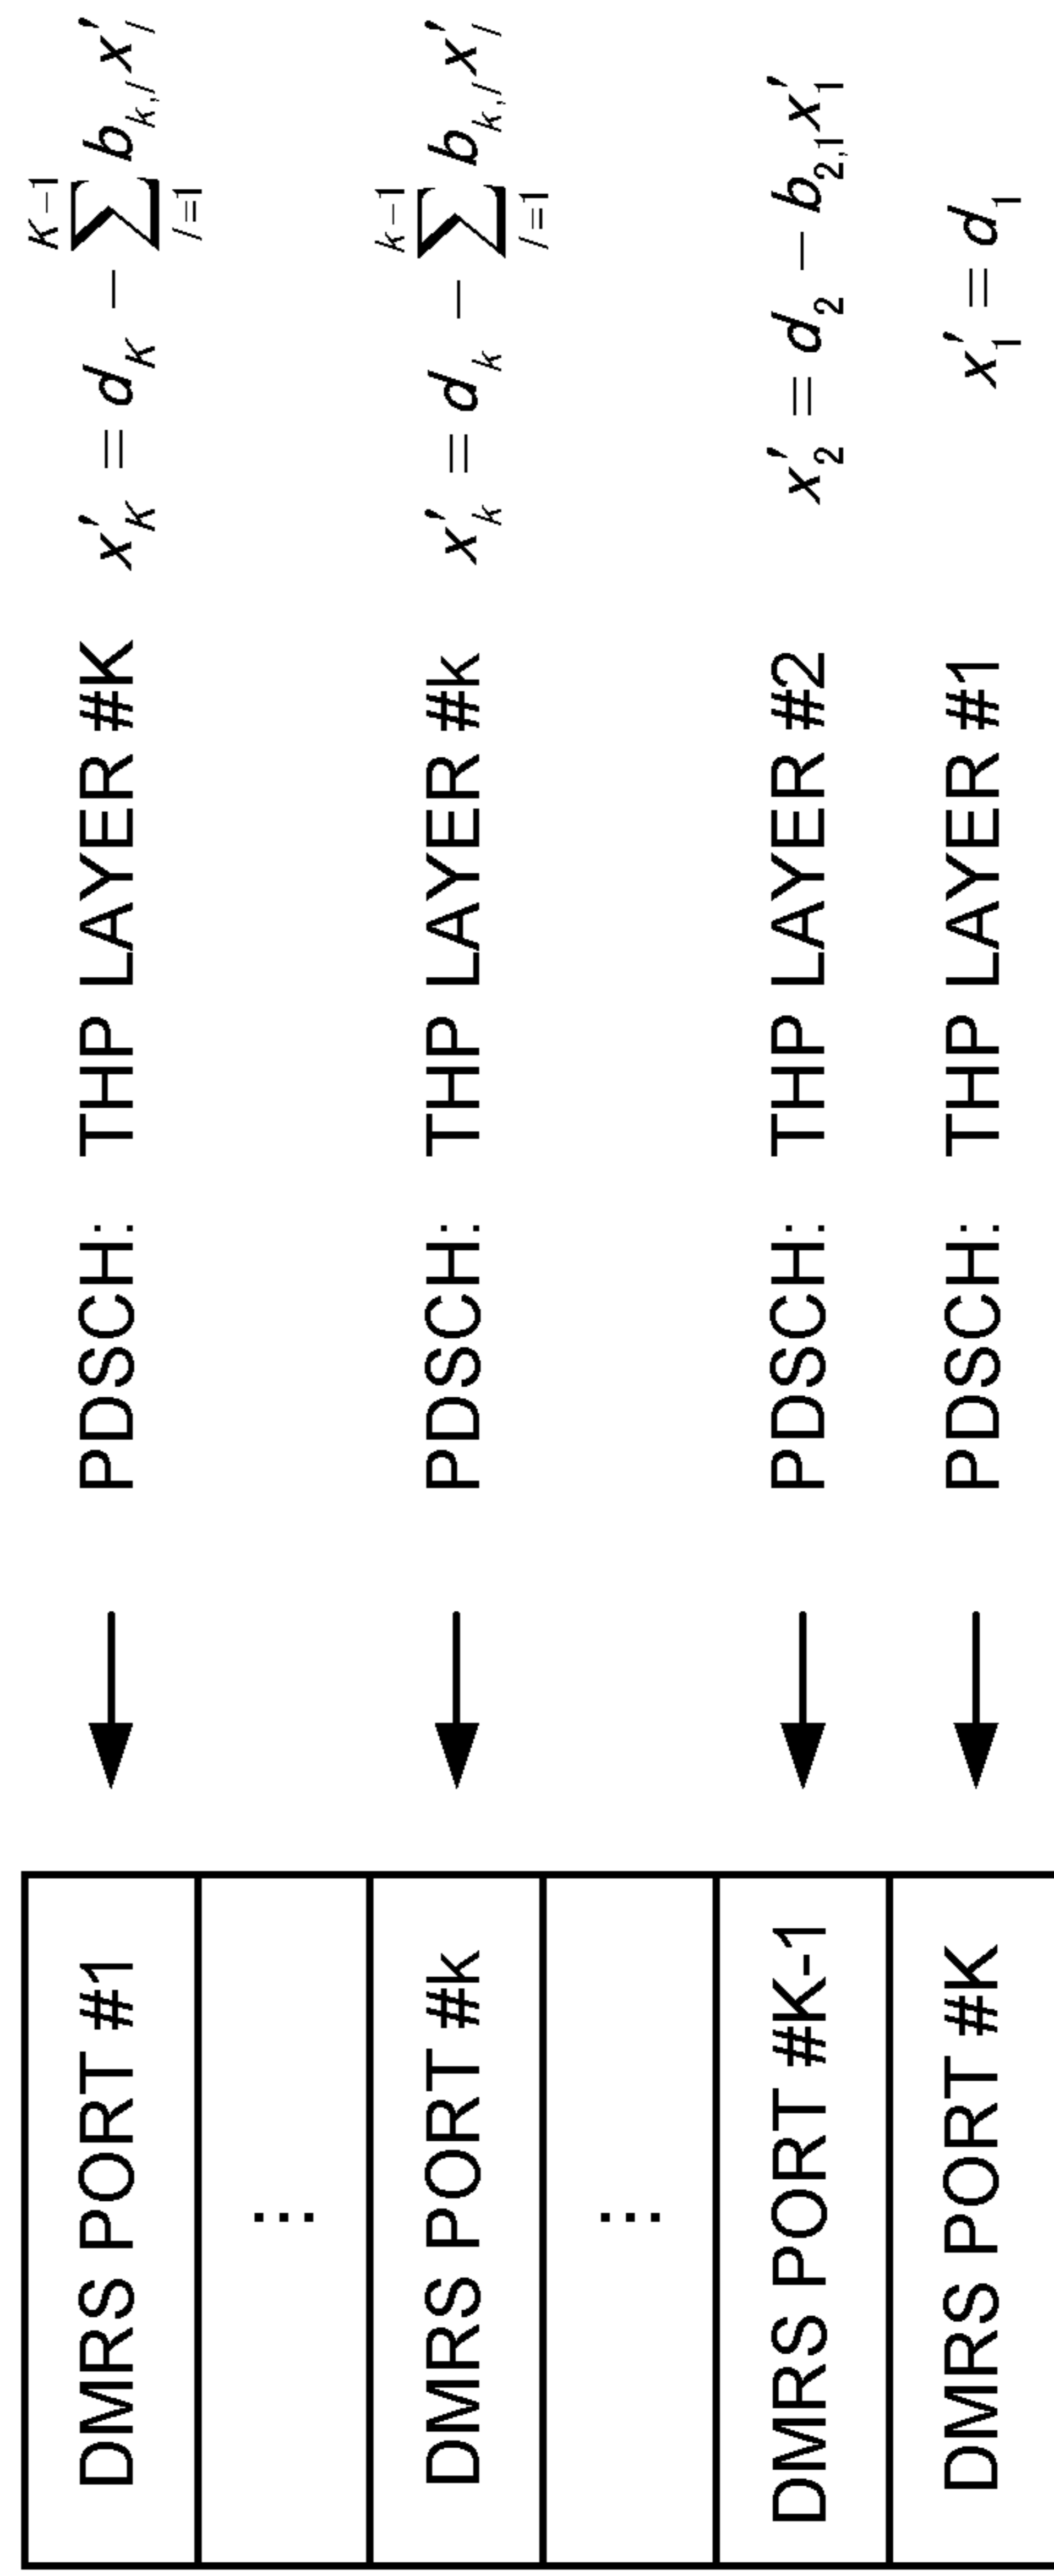 DMRS PORT #1 PDSCH: THP LAYER #K x'_K = d_K − ∑_{l=1}^{K−1} b_{k,l} x'_l
...
DMRS PORT #k PDSCH: THP LAYER #k x'_k = d_k − ∑_{l=1}^{k−1} b_{k,l} x'_l
...
DMRS PORT #K-1 PDSCH: THP LAYER #2 x'_2 = d_2 − b_{2,1} x'_1
DMRS PORT #K PDSCH: THP LAYER #1 x'_1 = d_1